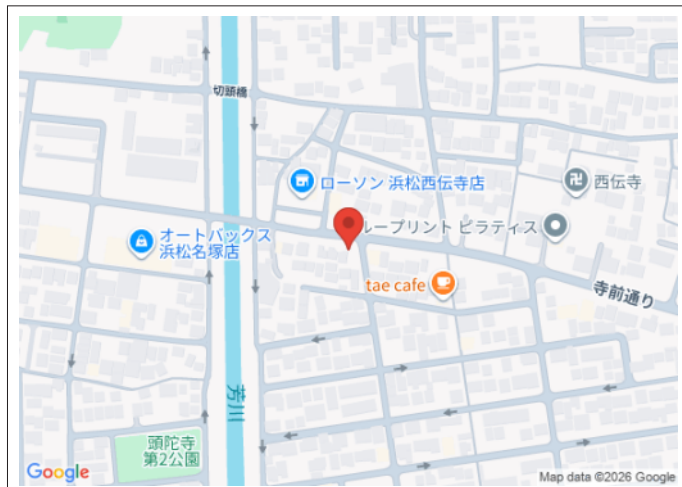 切頭橋
ローソン 浜松西伝寺店
西伝寺
ループリント ピラティス
オートバックス
浜松名塚店
tae cafe
寺前通り
芳川
頭陀寺
第2公園
Google
Map data ©2026 Google